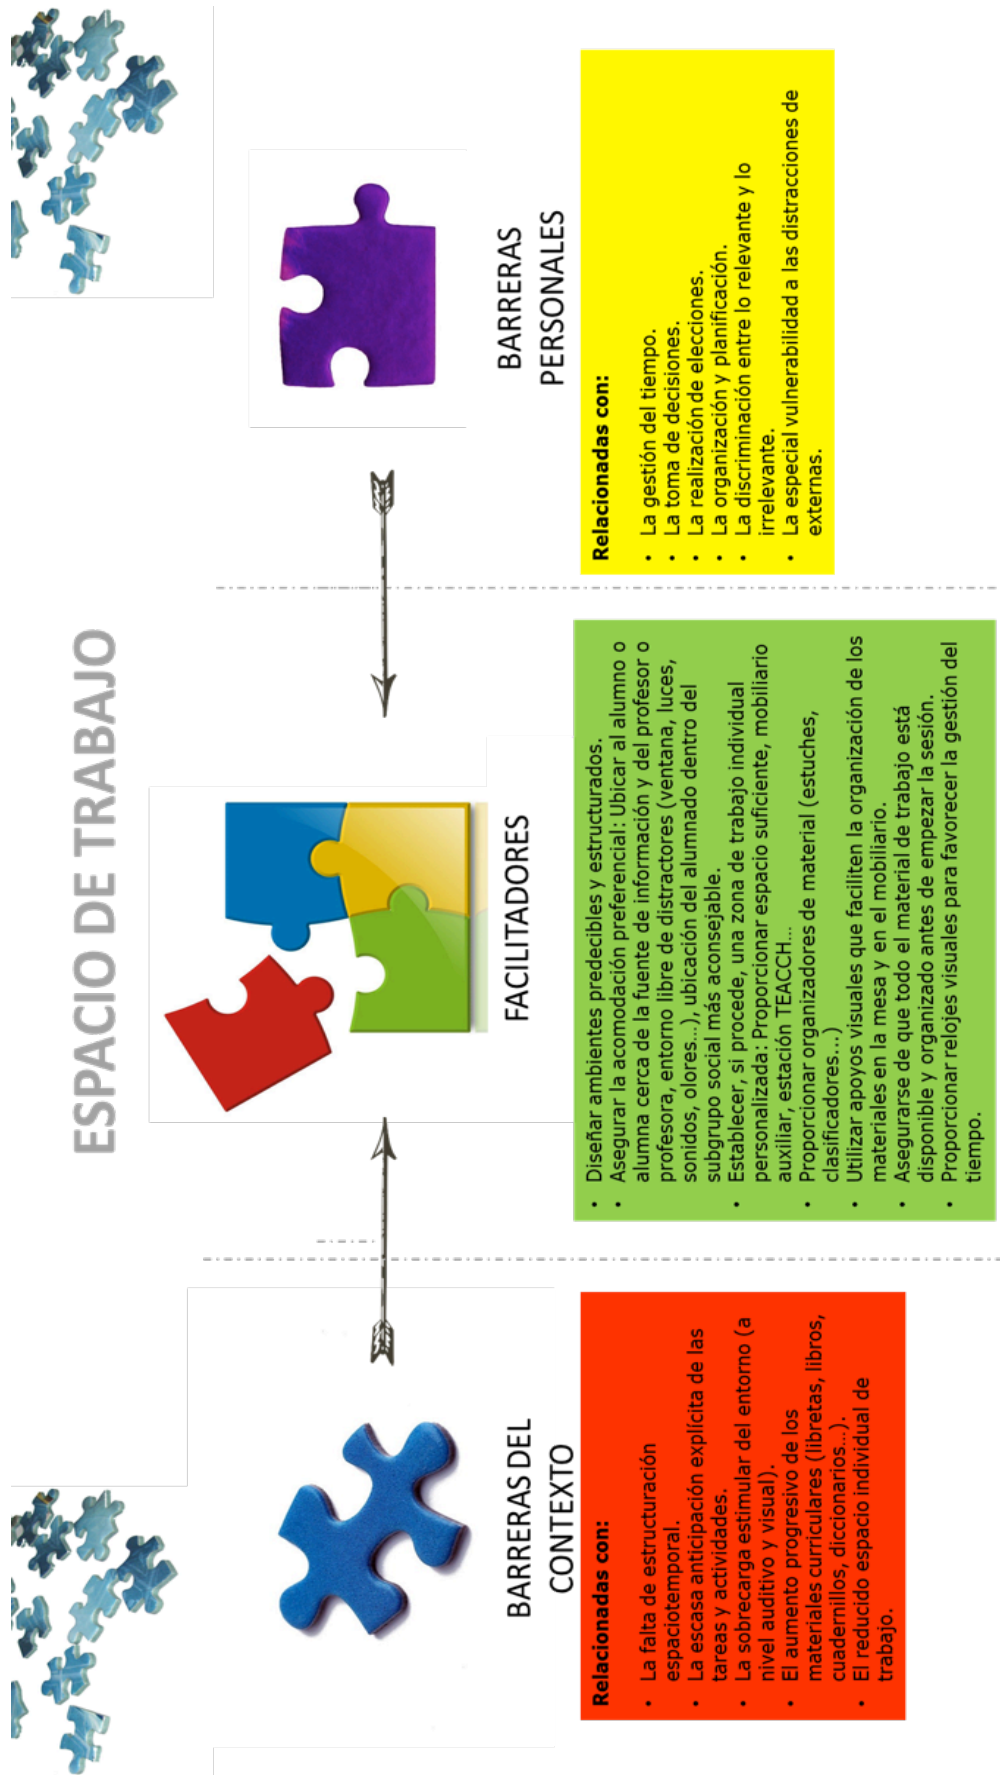 ESPACIO DE TRABAJO
BARRERAS DEL
CONTEXTO
Relacionadas con:
• La falta de estructuración
espaciotemporal.
• La escasa anticipación explícita de las
tareas y actividades.
• La sobrecarga estimular del entorno (a
nivel auditivo y visual).
• El aumento progresivo de los
materiales curriculares (libretas, libros,
cuadernillos, diccionarios...).
• El reducido espacio individual de
trabajo.
FACILITADORES
• Diseñar ambientes predecibles y estructurados.
• Asegurar la acomodación preferencial: Ubicar al alumno o
alumna cerca de la fuente de información y del profesor o
profesora, entorno libre de distractores (ventana, luces,
sonidos, olores...), ubicación del alumnado dentro del
subgrupo social más aconsejable.
• Establecer, si procede, una zona de trabajo individual
personalizada: Proporcionar espacio suficiente, mobiliario
auxiliar, estación TEACCH...
• Proporcionar organizadores de material (estuches,
clasificadores...)
• Utilizar apoyos visuales que faciliten la organización de los
materiales en la mesa y en el mobiliario.
• Asegurarse de que todo el material de trabajo está
disponible y organizado antes de empezar la sesión.
• Proporcionar relojes visuales para favorecer la gestión del
tiempo.
BARRERAS
PERSONALES
Relacionadas con:
• La gestión del tiempo.
• La toma de decisiones.
• La realización de elecciones.
• La organización y planificación.
• La discriminación entre lo relevante y lo
irrelevante.
• La especial vulnerabilidad a las distracciones de
externas.